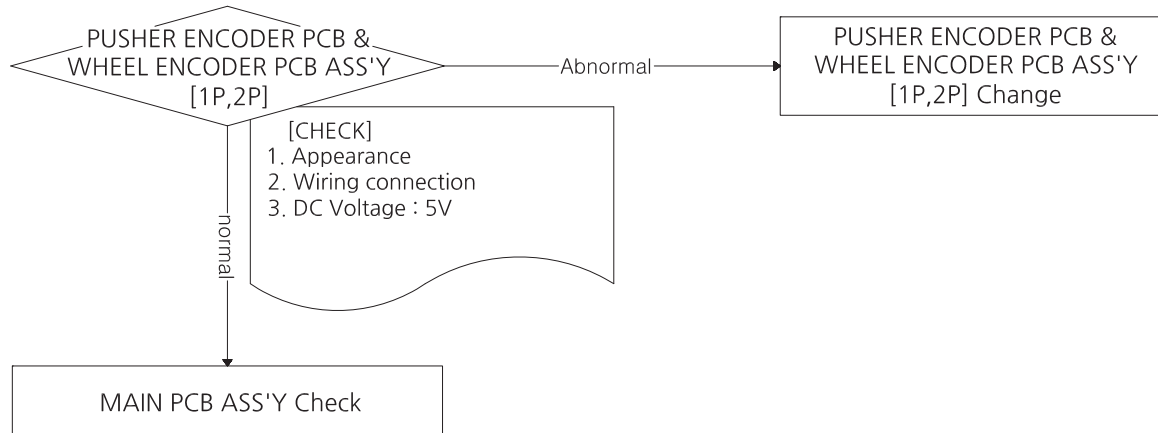 PUSHER ENCODER PCB &
WHEEL ENCODER PCB ASS'Y
[1P,2P]
Abnormal
PUSHER ENCODER PCB &
WHEEL ENCODER PCB ASS'Y
[1P,2P] Change
[CHECK]
1. Appearance
2. Wiring connection
3. DC Voltage : 5V
normal
MAIN PCB ASS'Y Check